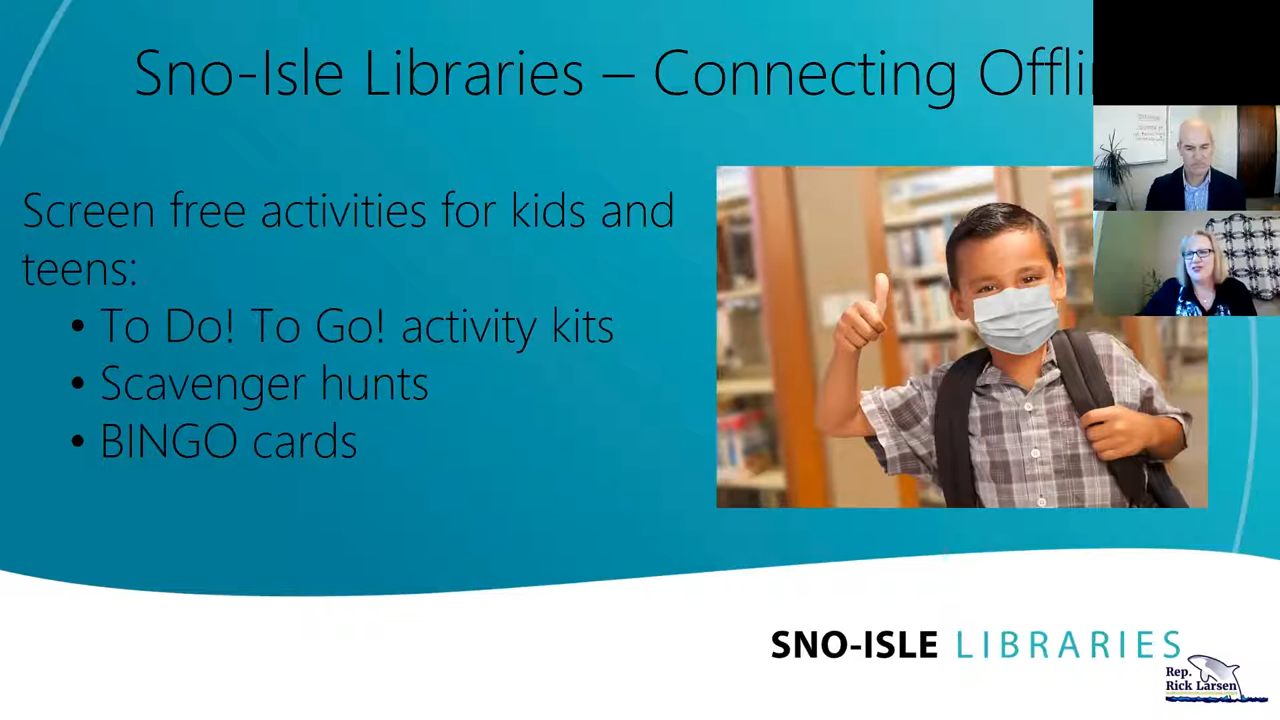 Sno-Isle Libraries – Connecting Offli
Screen free activities for kids and
teens:
• To Do! To Go! activity kits
• Scavenger hunts
• BINGO cards
SNO-ISLE LIBRARIES
Rep.
Rick Larsen